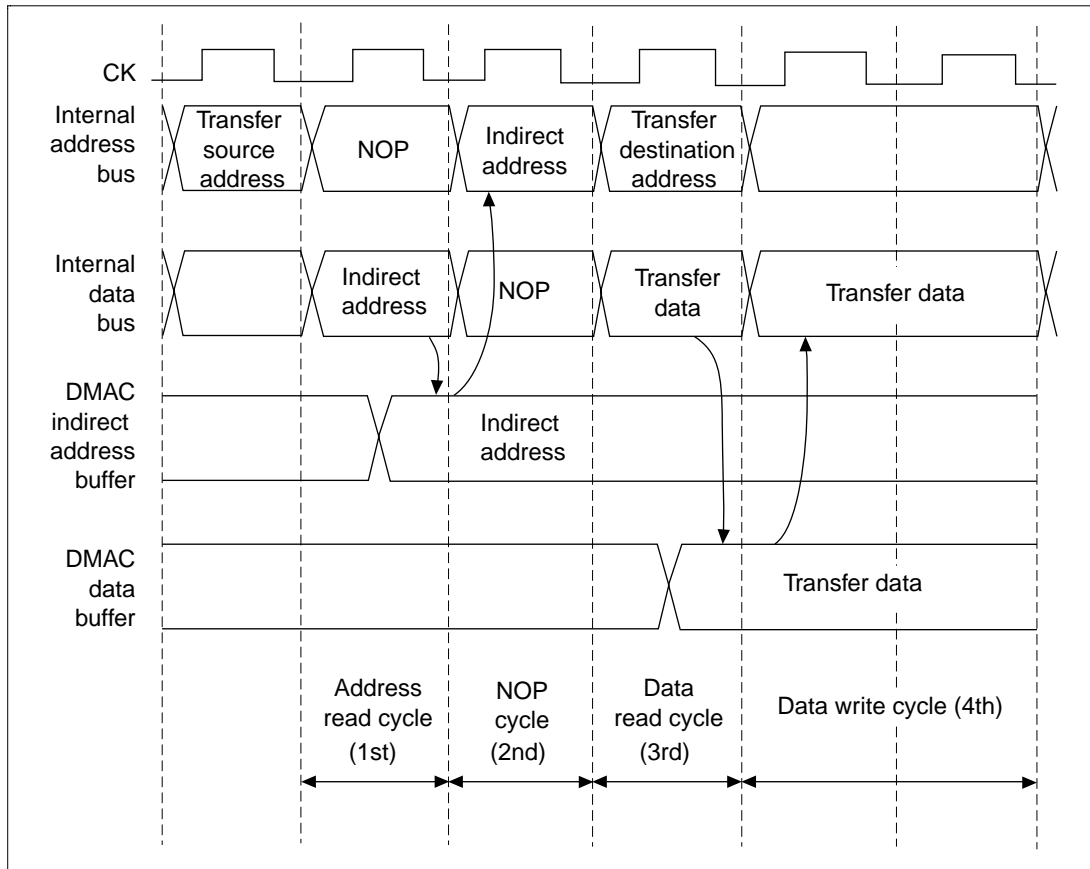 CK
Internal
address
bus
Transfer
source
address
NOP
Indirect
address
Transfer
destination
address
Internal
data
bus
Indirect
address
NOP
Transfer
data
Transfer data
DMAC
indirect
address
buffer
Indirect
address
DMAC
data
buffer
Transfer data
Address
read cycle
(1st)
NOP
cycle
(2nd)
Data
read cycle
(3rd)
Data write cycle (4th)